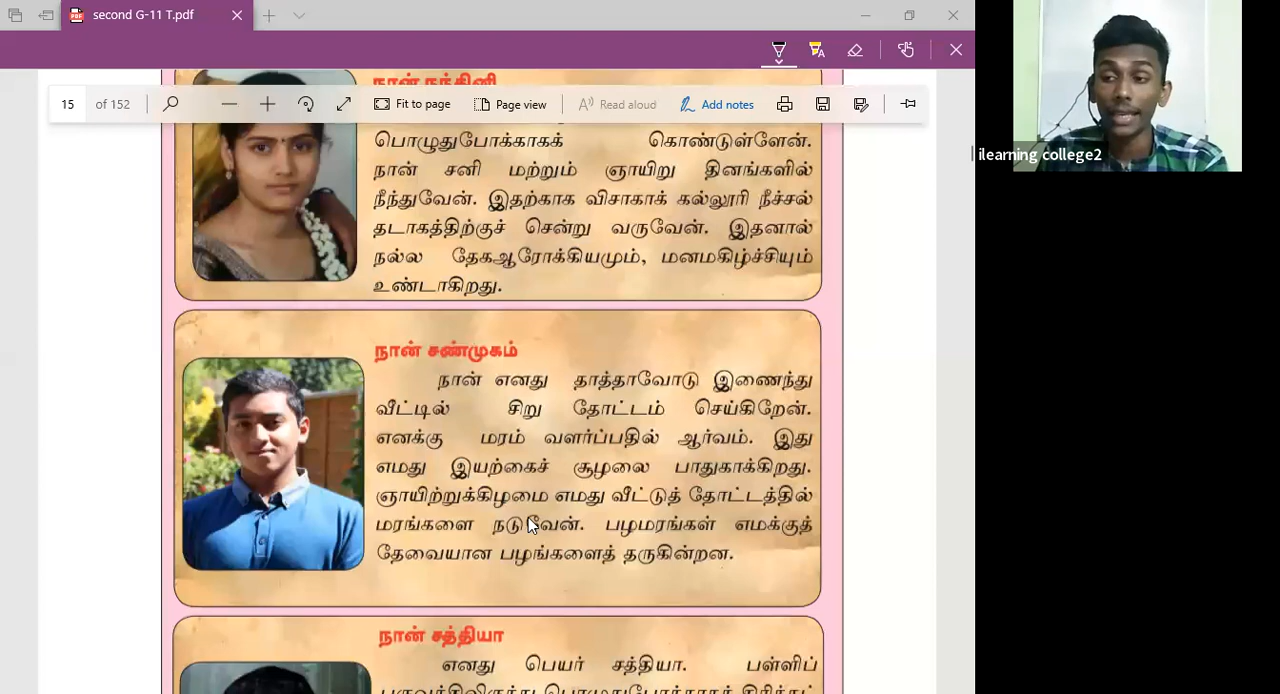 second G-11 T.pdf
15 of 152
Fit to page
Page view
Read aloud
Add notes
ilearning college2
நான் நந்தினி
பொழுதுபோக்காகக் கொண்டுள்ளேன்.
நான் சனி மற்றும் ஞாயிறு தினங்களில்
நீந்துவேன். இதற்காக விசாகாக் கல்லூரி நீச்சல்
தடாகத்திற்குச் சென்று வருவேன். இதனால்
நல்ல தேகஆரோக்கியமும், மனமகிழ்ச்சியும்
உண்டாகிறது.
நான் சண்முகம்
நான் எனது தாத்தாவோடு இணைந்து
வீட்டில் சிறு தோட்டம் செய்கிறேன்.
எனக்கு மரம் வளர்ப்பதில் ஆர்வம். இது
எமது இயற்கைச் சூழலை பாதுகாக்கிறது.
ஞாயிற்றுக்கிழமை எமது வீட்டுத் தோட்டத்தில்
மரங்களை நடுவேன். பழமரங்கள் எமக்குத்
தேவையான பழங்களைத் தருகின்றன.
நான் சத்தியா
எனது பெயர் சத்தியா. பள்ளிப்